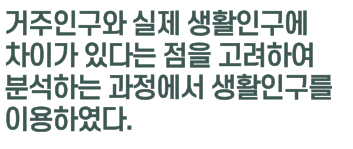 거주인구와 실제 생활인구에
차이가 있다는 점을 고려하여
분석하는 과정에서 생활인구를
이용하였다.